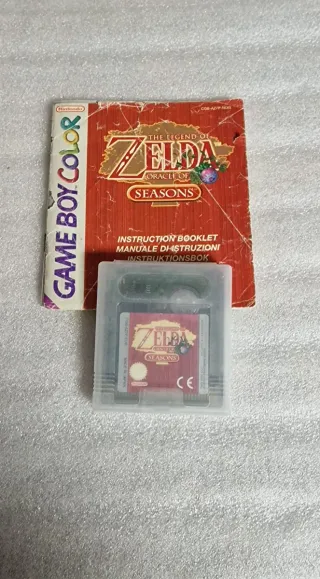 Nintendo
GAME BOY COLOR
THE LEGEND OF
ZELDA
ORACLE OF
SEASONS
INSTRUCTION BOOKLET
MANUALE DI ISTRUZIONI
INSTRUKTIONSBOK
ZELDA
SEASONS
CE